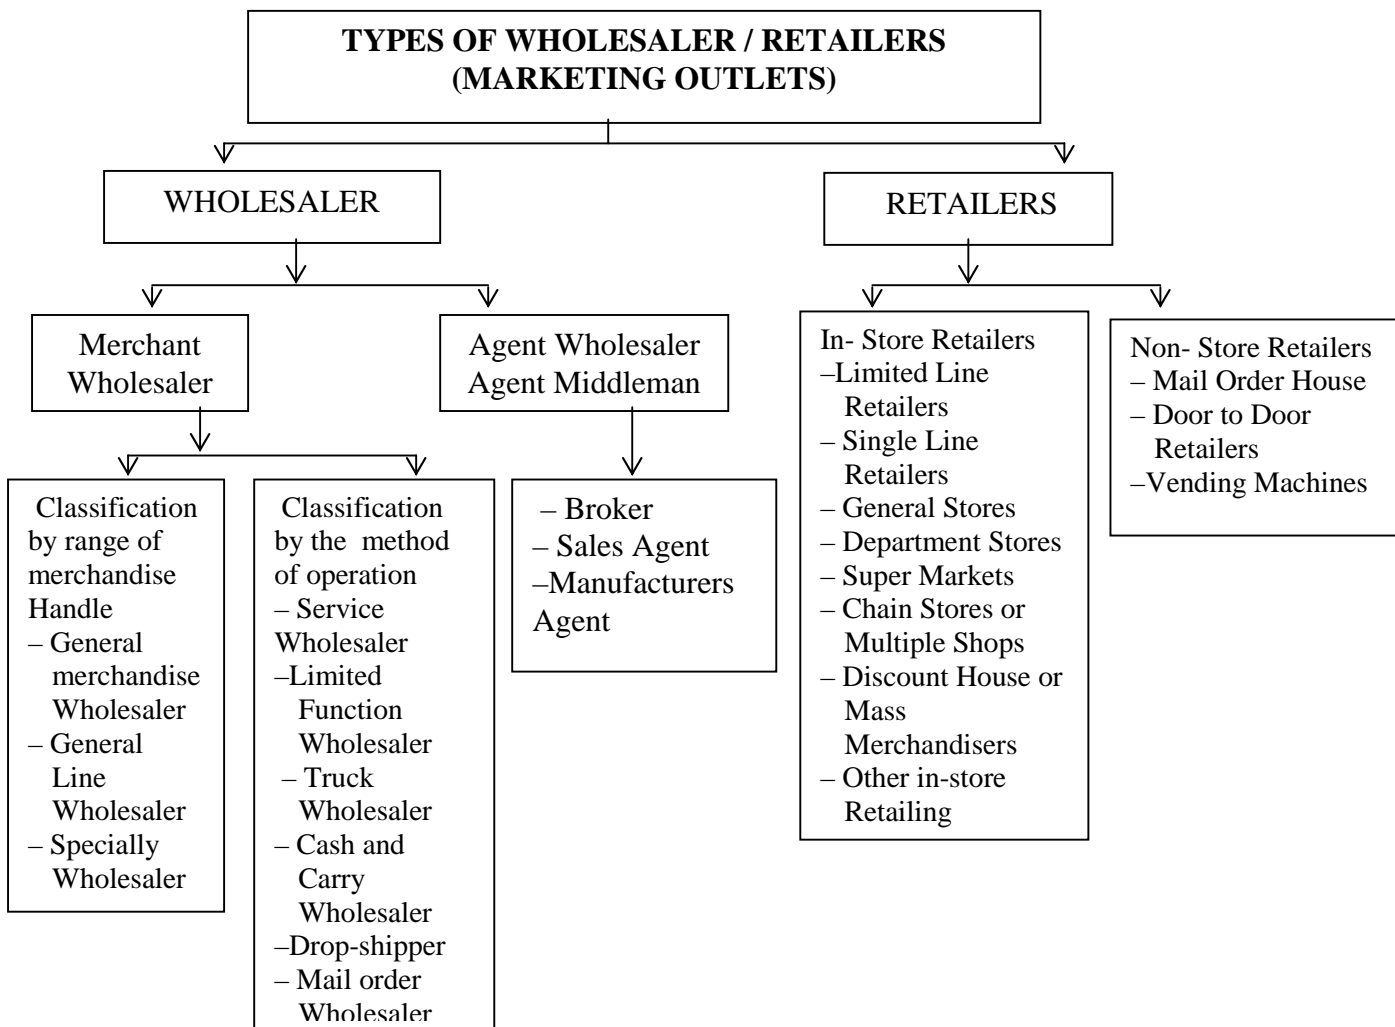 TYPES OF WHOLESALER / RETAILERS
(MARKETING OUTLETS)
WHOLESALER
RETAILERS
Merchant
Wholesaler
Agent Wholesaler
Agent Middleman
Classification
by range of
merchandise
Handle
– General
merchandise
Wholesaler
– General
Line
Wholesaler
– Specially
Wholesaler
Classification
by the method
of operation
– Service
Wholesaler
–Limited
Function
Wholesaler
– Truck
Wholesaler
– Cash and
Carry
Wholesaler
–Drop-shipper
– Mail order
Wholesaler
– Broker
– Sales Agent
–Manufacturers
Agent
In- Store Retailers
–Limited Line
Retailers
– Single Line
Retailers
– General Stores
– Department Stores
– Super Markets
– Chain Stores or
Multiple Shops
– Discount House or
Mass
Merchandisers
– Other in-store
Retailing
Non- Store Retailers
– Mail Order House
– Door to Door
Retailers
–Vending Machines